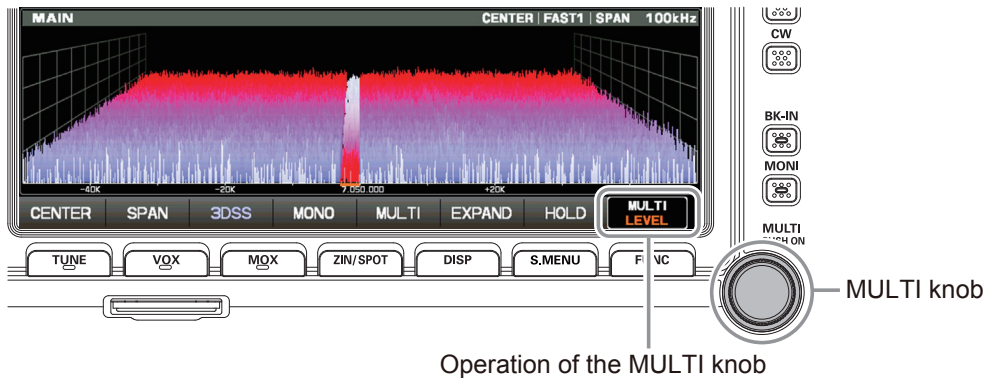 MAIN
CENTER | FAST1 | SPAN 100kHz
-40K -20K 7.050.000 +20K
CENTER SPAN 3DSS MONO MULTI EXPAND HOLD MULTI
LEVEL
CW
BK-IN
MONI
MULTI
PUSH ON
TUNE VOX MOX ZIN/SPOT DISP S.MENU FUNC
MULTI knob
Operation of the MULTI knob